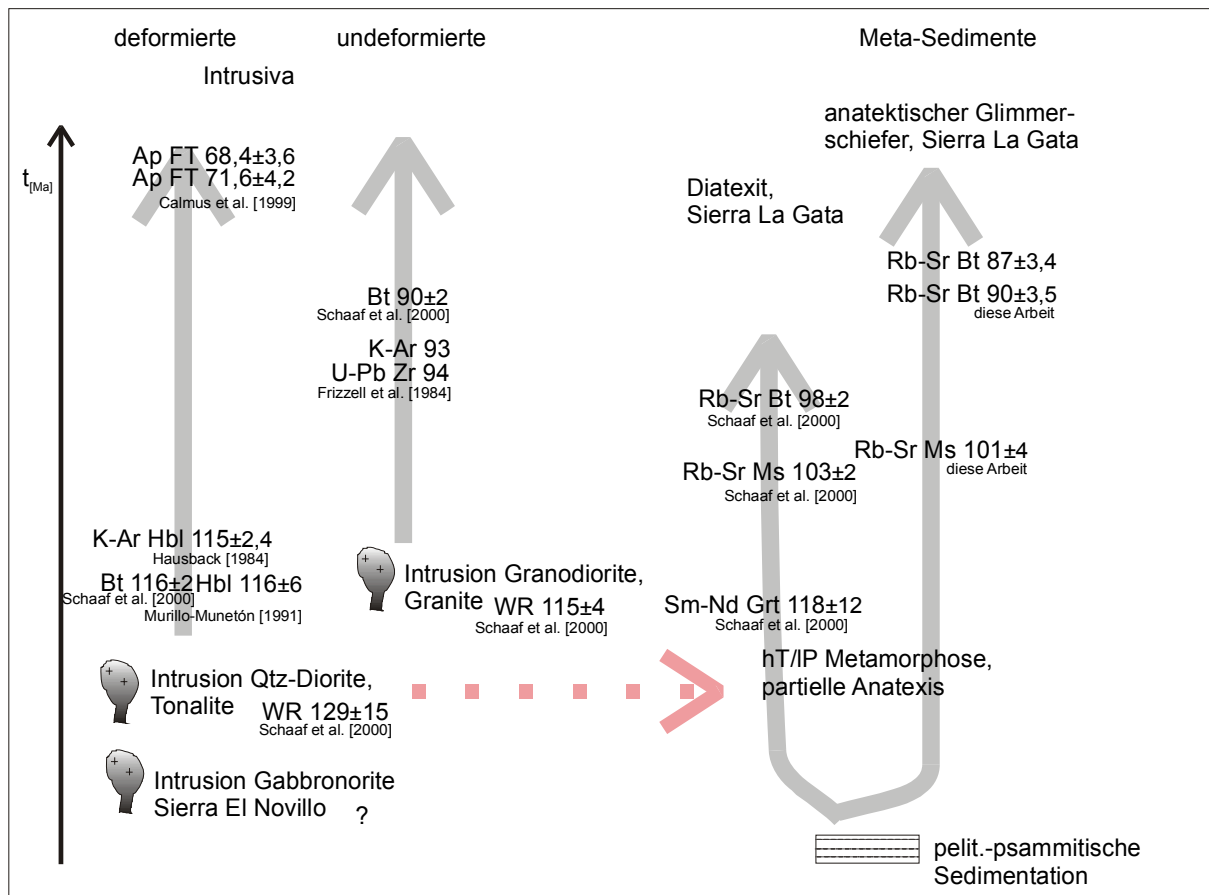 deformierte
undeformierte
Intrusiva
Meta-Sedimente
t[Ma]
Ap FT 68,4±3,6
Ap FT 71,6±4,2
Calmus et al. [1999]
K-Ar Hbl 115±2,4
Hausback [1984]
Bt 116±2 Hbl 116±6
Schaaf et al. [2000]
Murillo-Munetón [1991]
Intrusion Qtz-Diorite,
Tonalite
WR 129±15
Schaaf et al. [2000]
Intrusion Gabbronorite
Sierra El Novillo ?
Bt 90±2
Schaaf et al. [2000]
K-Ar 93
U-Pb Zr 94
Frizzell et al. [1984]
Intrusion Granodiorite,
Granite
WR 115±4
Schaaf et al. [2000]
Diatexit,
Sierra La Gata
Rb-Sr Bt 98±2
Schaaf et al. [2000]
Rb-Sr Ms 103±2
Schaaf et al. [2000]
Sm-Nd Grt 118±12
Schaaf et al. [2000]
hT/lP Metamorphose,
partielle Anatexis
anatektischer Glimmer-
schiefer, Sierra La Gata
Rb-Sr Bt 87±3,4
Rb-Sr Bt 90±3,5
diese Arbeit
Rb-Sr Ms 101±4
diese Arbeit
pelit.-psammitische
Sedimentation